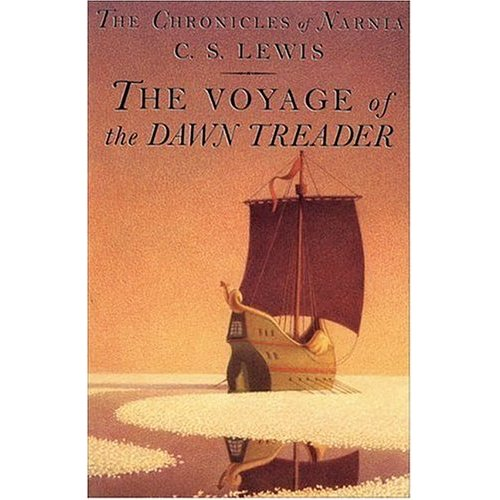 THE CHRONICLES of NARNIA
C. S. LEWIS
THE VOYAGE of
the DAWN TREADER